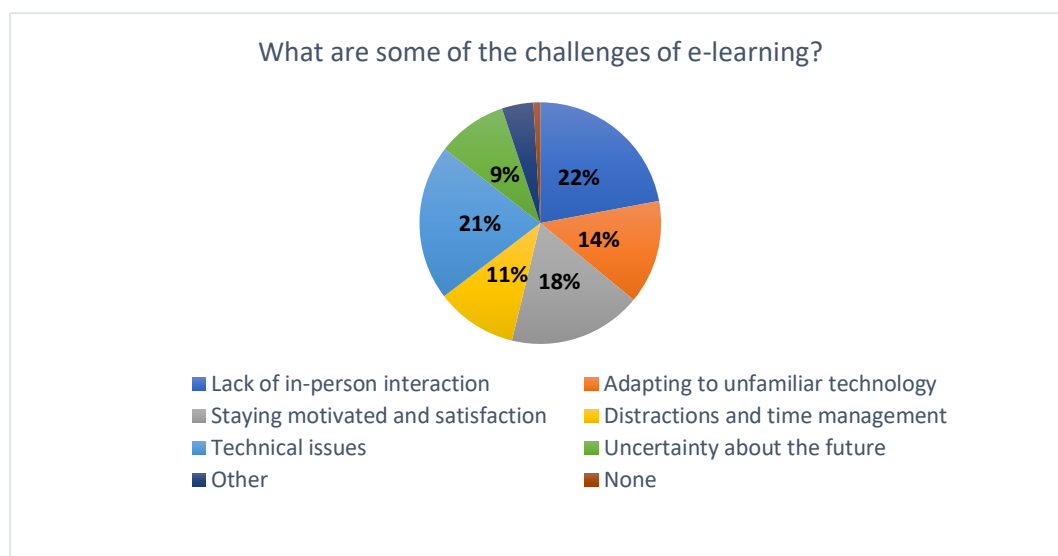 What are some of the challenges of e-learning?
22%
9%
21%
14%
11%
18%
Lack of in-person interaction
Adapting to unfamiliar technology
Staying motivated and satisfaction
Distractions and time management
Technical issues
Uncertainty about the future
Other
None